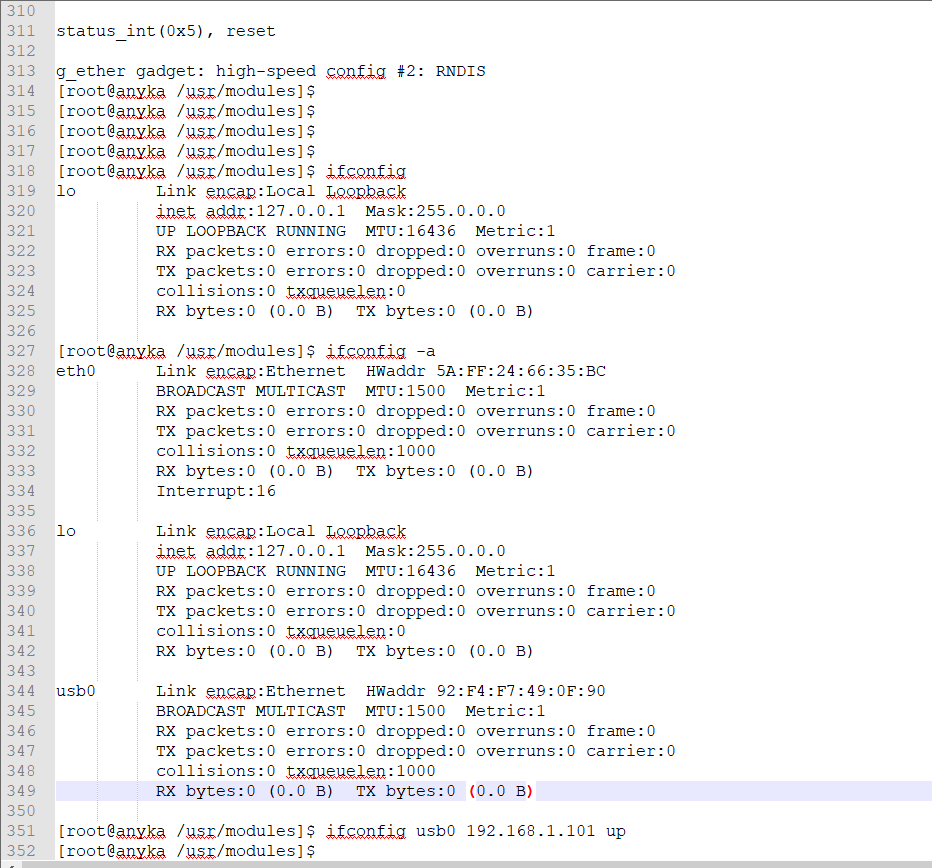 310
311 status_int(0x5), reset
312
313 g_ether gadget: high-speed config #2: RNDIS
314 [root@anyka /usr/modules]$
315 [root@anyka /usr/modules]$
316 [root@anyka /usr/modules]$
317 [root@anyka /usr/modules]$
318 [root@anyka /usr/modules]$ ifconfig
319 lo        Link encap:Local Loopback
320           inet addr:127.0.0.1  Mask:255.0.0.0
321           UP LOOPBACK RUNNING  MTU:16436  Metric:1
322           RX packets:0 errors:0 dropped:0 overruns:0 frame:0
323           TX packets:0 errors:0 dropped:0 overruns:0 carrier:0
324           collisions:0 txqueuelen:0
325           RX bytes:0 (0.0 B)  TX bytes:0 (0.0 B)
326
327 [root@anyka /usr/modules]$ ifconfig -a
328 eth0      Link encap:Ethernet  HWaddr 5A:FF:24:66:35:BC
329           BROADCAST MULTICAST  MTU:1500  Metric:1
330           RX packets:0 errors:0 dropped:0 overruns:0 frame:0
331           TX packets:0 errors:0 dropped:0 overruns:0 carrier:0
332           collisions:0 txqueuelen:1000
333           RX bytes:0 (0.0 B)  TX bytes:0 (0.0 B)
334           Interrupt:16
335
336 lo        Link encap:Local Loopback
337           inet addr:127.0.0.1  Mask:255.0.0.0
338           UP LOOPBACK RUNNING  MTU:16436  Metric:1
339           RX packets:0 errors:0 dropped:0 overruns:0 frame:0
340           TX packets:0 errors:0 dropped:0 overruns:0 carrier:0
341           collisions:0 txqueuelen:0
342           RX bytes:0 (0.0 B)  TX bytes:0 (0.0 B)
343
344 usb0      Link encap:Ethernet  HWaddr 92:F4:F7:49:0F:90
345           BROADCAST MULTICAST  MTU:1500  Metric:1
346           RX packets:0 errors:0 dropped:0 overruns:0 frame:0
347           TX packets:0 errors:0 dropped:0 overruns:0 carrier:0
348           collisions:0 txqueuelen:1000
349           RX bytes:0 (0.0 B)  TX bytes:0 (0.0 B)
350
351 [root@anyka /usr/modules]$ ifconfig usb0 192.168.1.101 up
352 [root@anyka /usr/modules]$